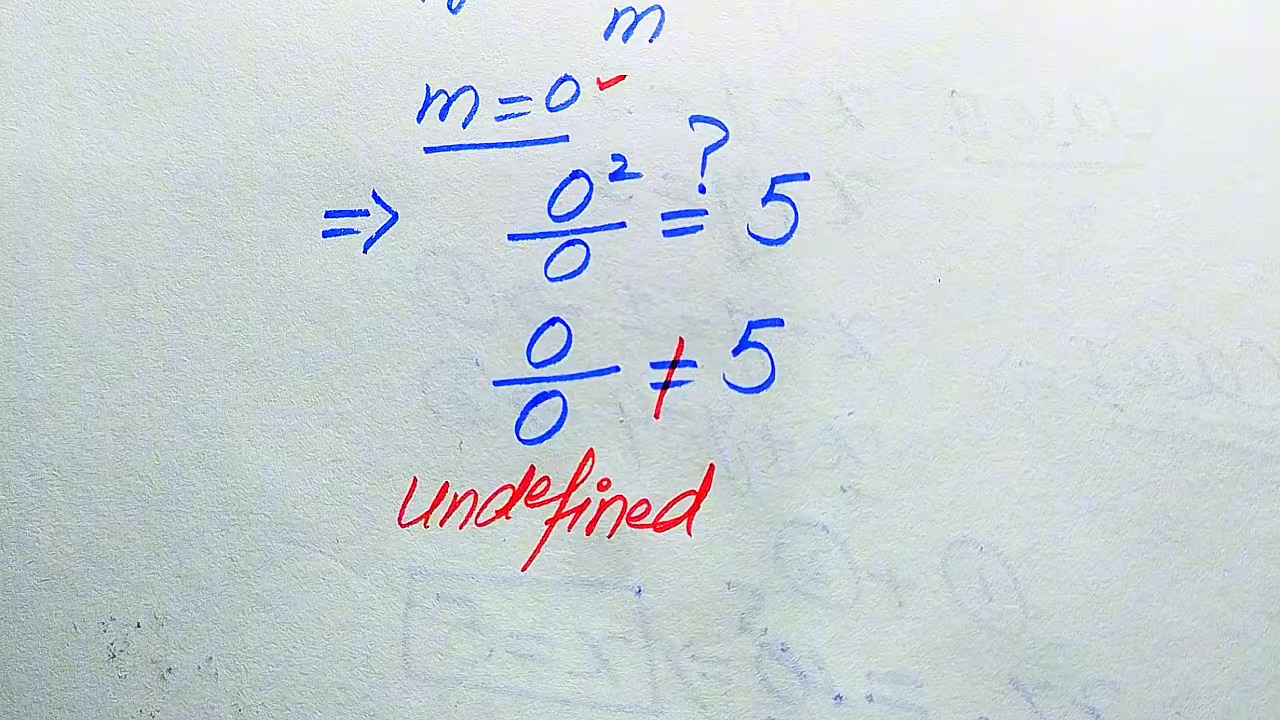 m
m = 0 ✓
=> 0²/0 =? 5
0/0 ≠ 5
undefined